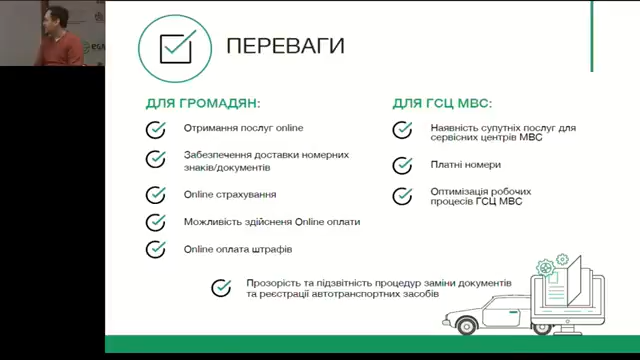 ПЕРЕВАГИ
ДЛЯ ГРОМАДЯН:
Отримання послуг online
Забезпечення доставки номерних
знаків/документів
Online страхування
Можливість здійсненя Online оплати
Online оплата штрафів
ДЛЯ ГСЦ МВС:
Наявність супутніх послуг для
сервісних центрів МВС
Платні номери
Оптимізація робочих
процесів ГСЦ МВС
Прозорість та підзвітність процедур заміни документів
та реєстрації автотранспортних засобів